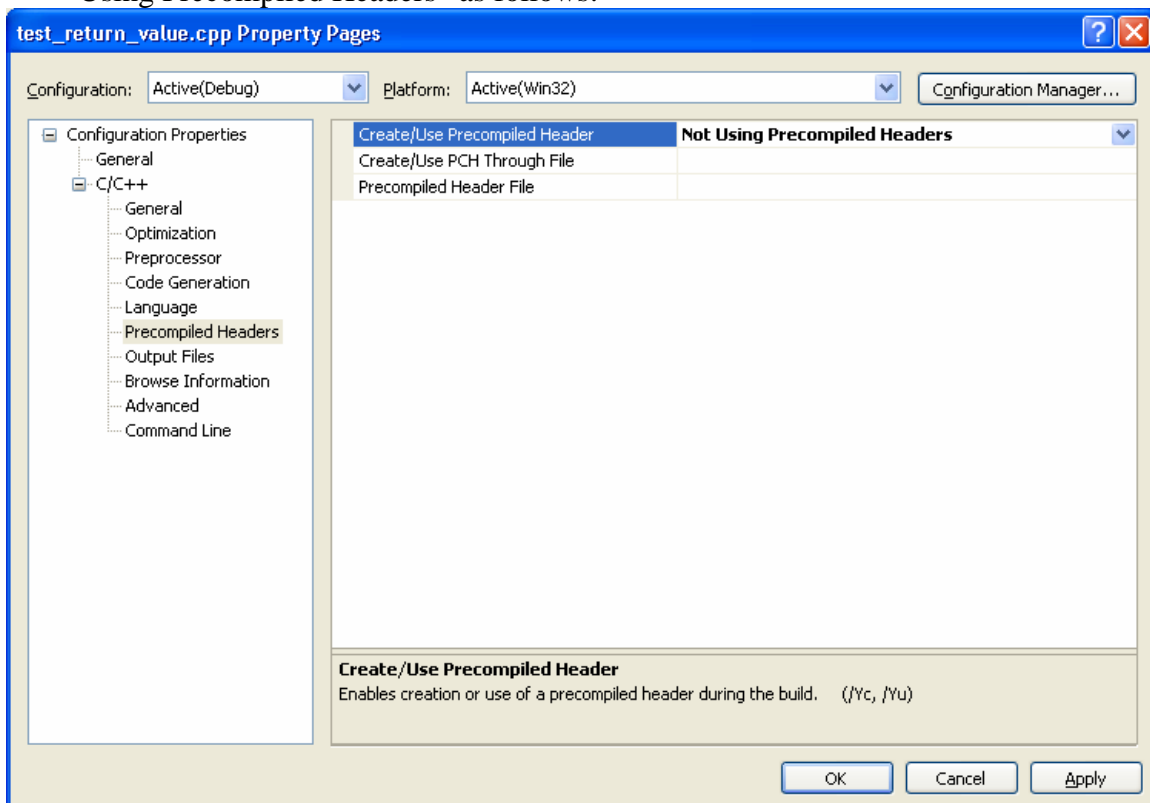 Using Precompiled Headers" as follows:
test_return_value.cpp Property Pages
Configuration: Active(Debug) Platform: Active(Win32) Configuration Manager...
Configuration Properties
General
C/C++
General
Optimization
Preprocessor
Code Generation
Language
Precompiled Headers
Output Files
Browse Information
Advanced
Command Line
Create/Use Precompiled Header Not Using Precompiled Headers
Create/Use PCH Through File
Precompiled Header File
Create/Use Precompiled Header
Enables creation or use of a precompiled header during the build. (/Yc, /Yu)
OK Cancel Apply